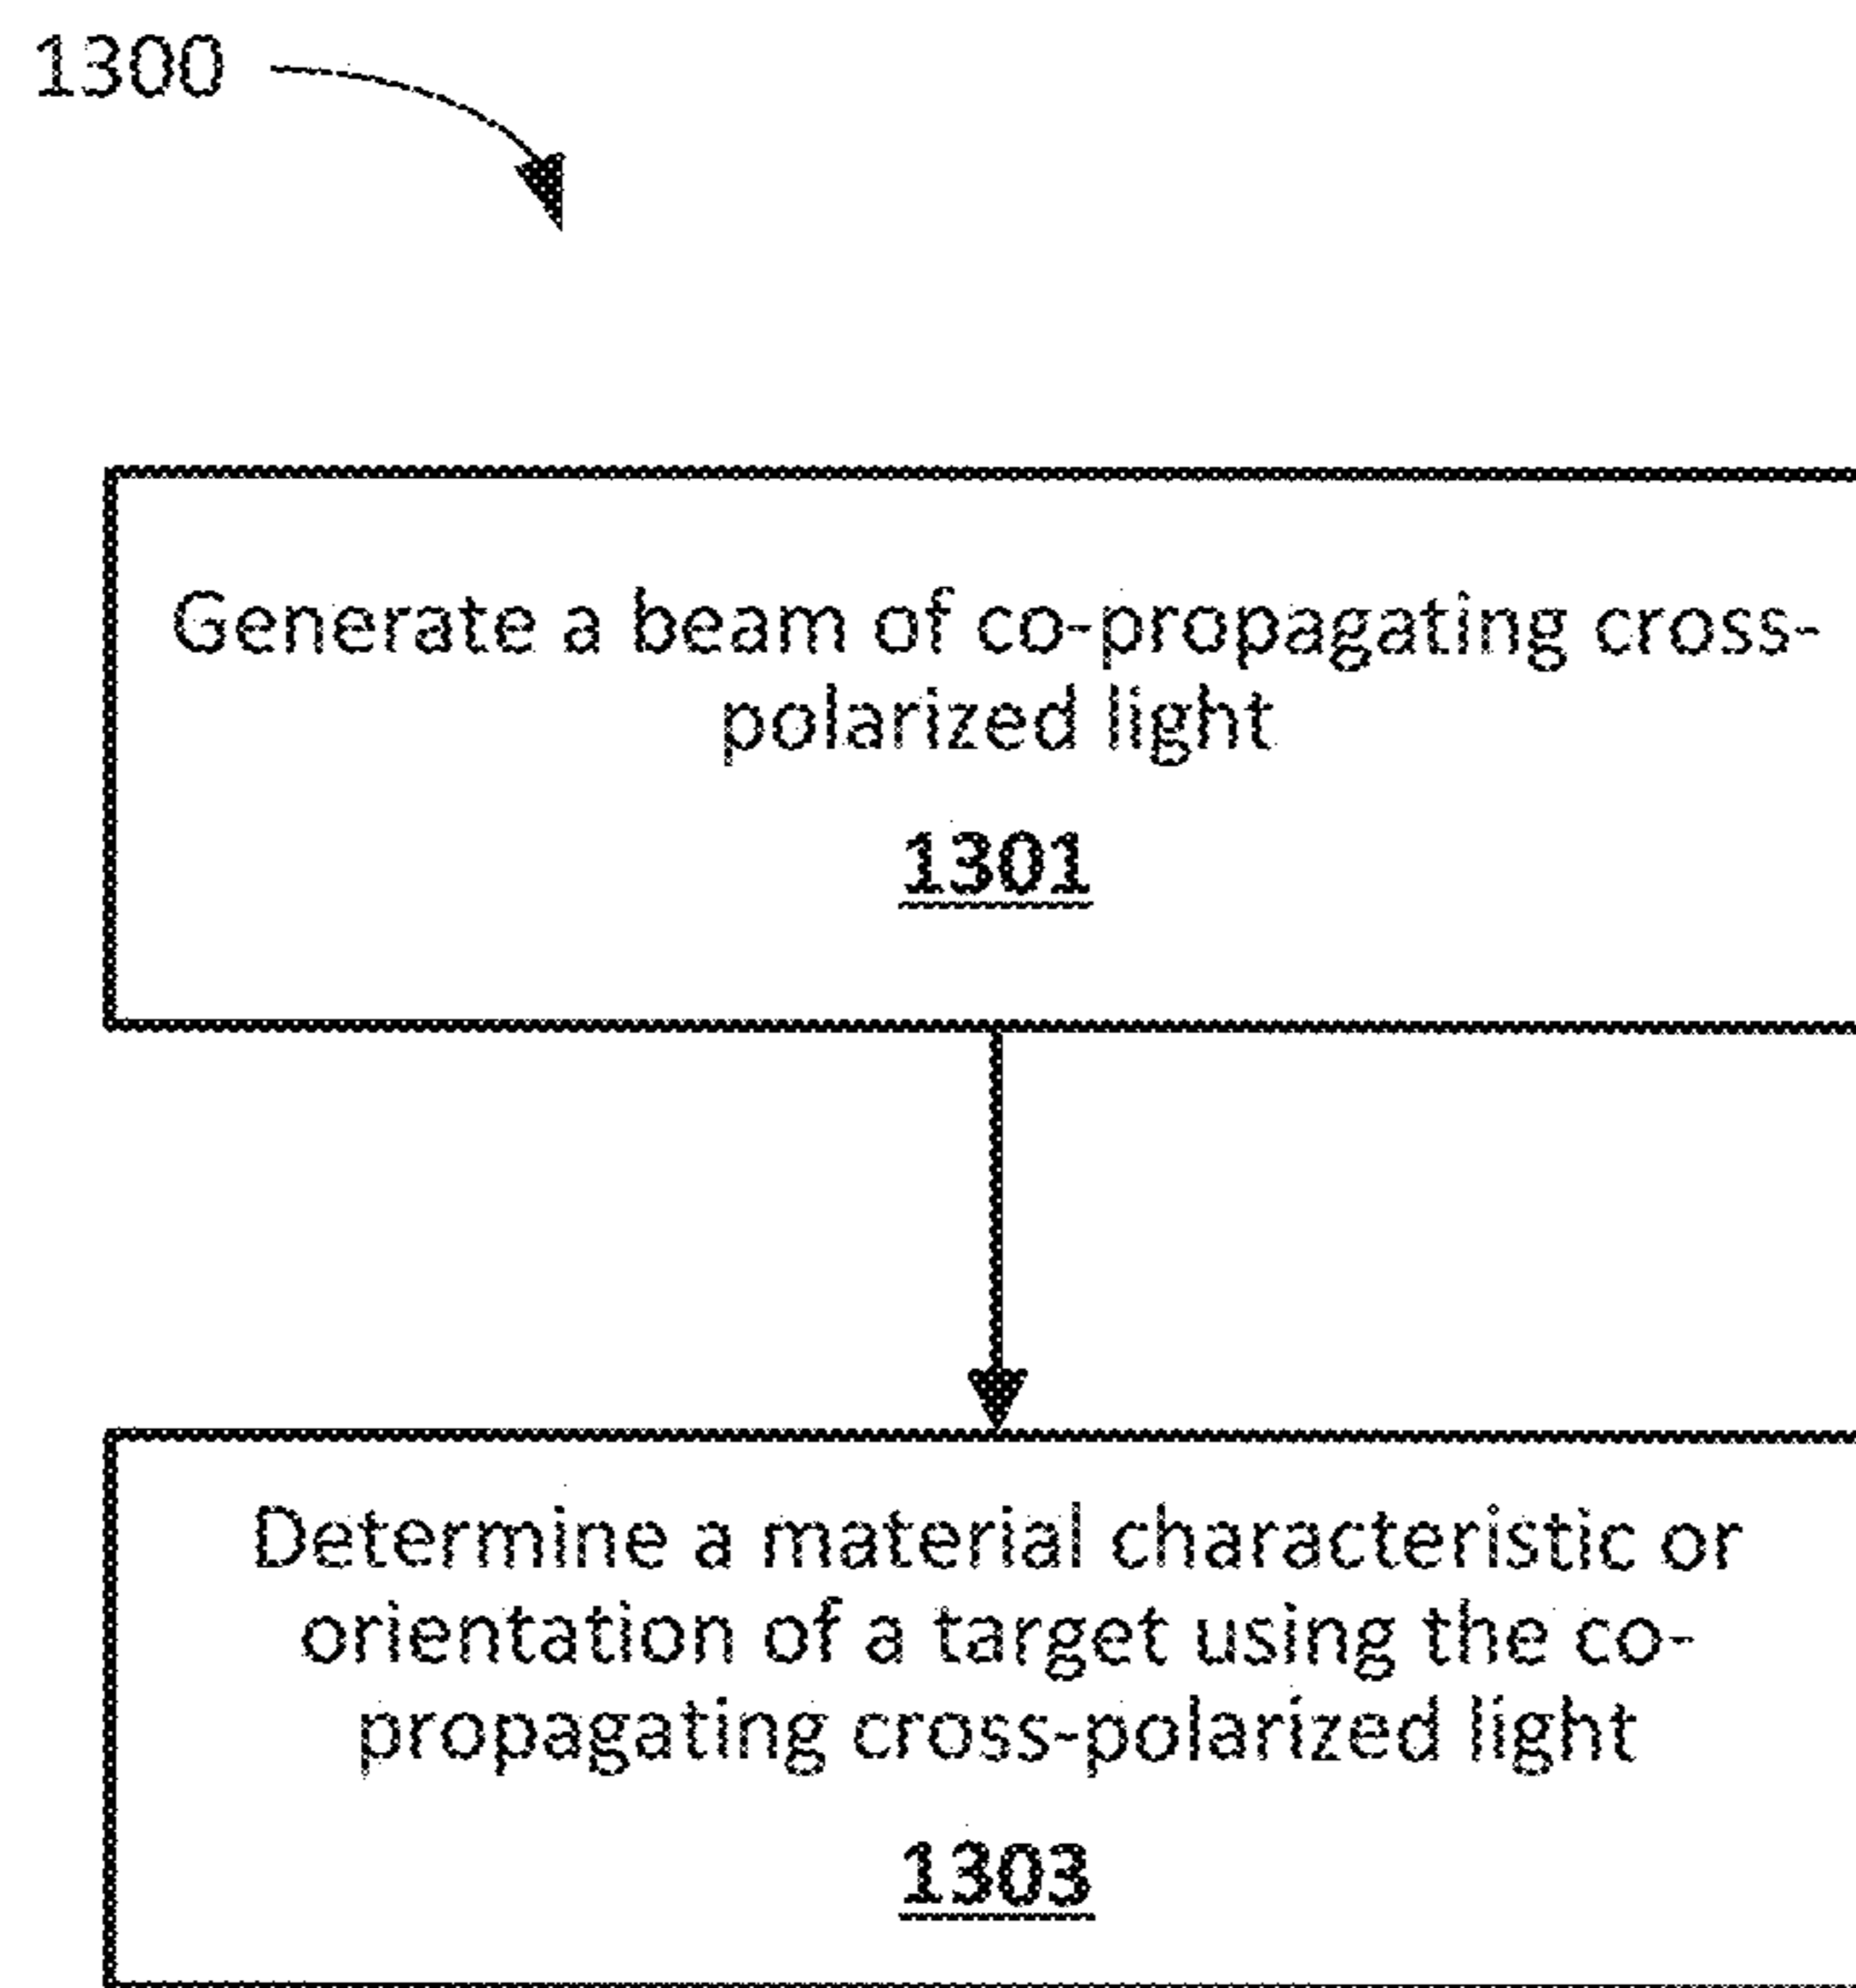 1300
Generate a beam of co-propagating cross-
polarized light
1301
Determine a material characteristic or
orientation of a target using the co-
propagating cross-polarized light
1303